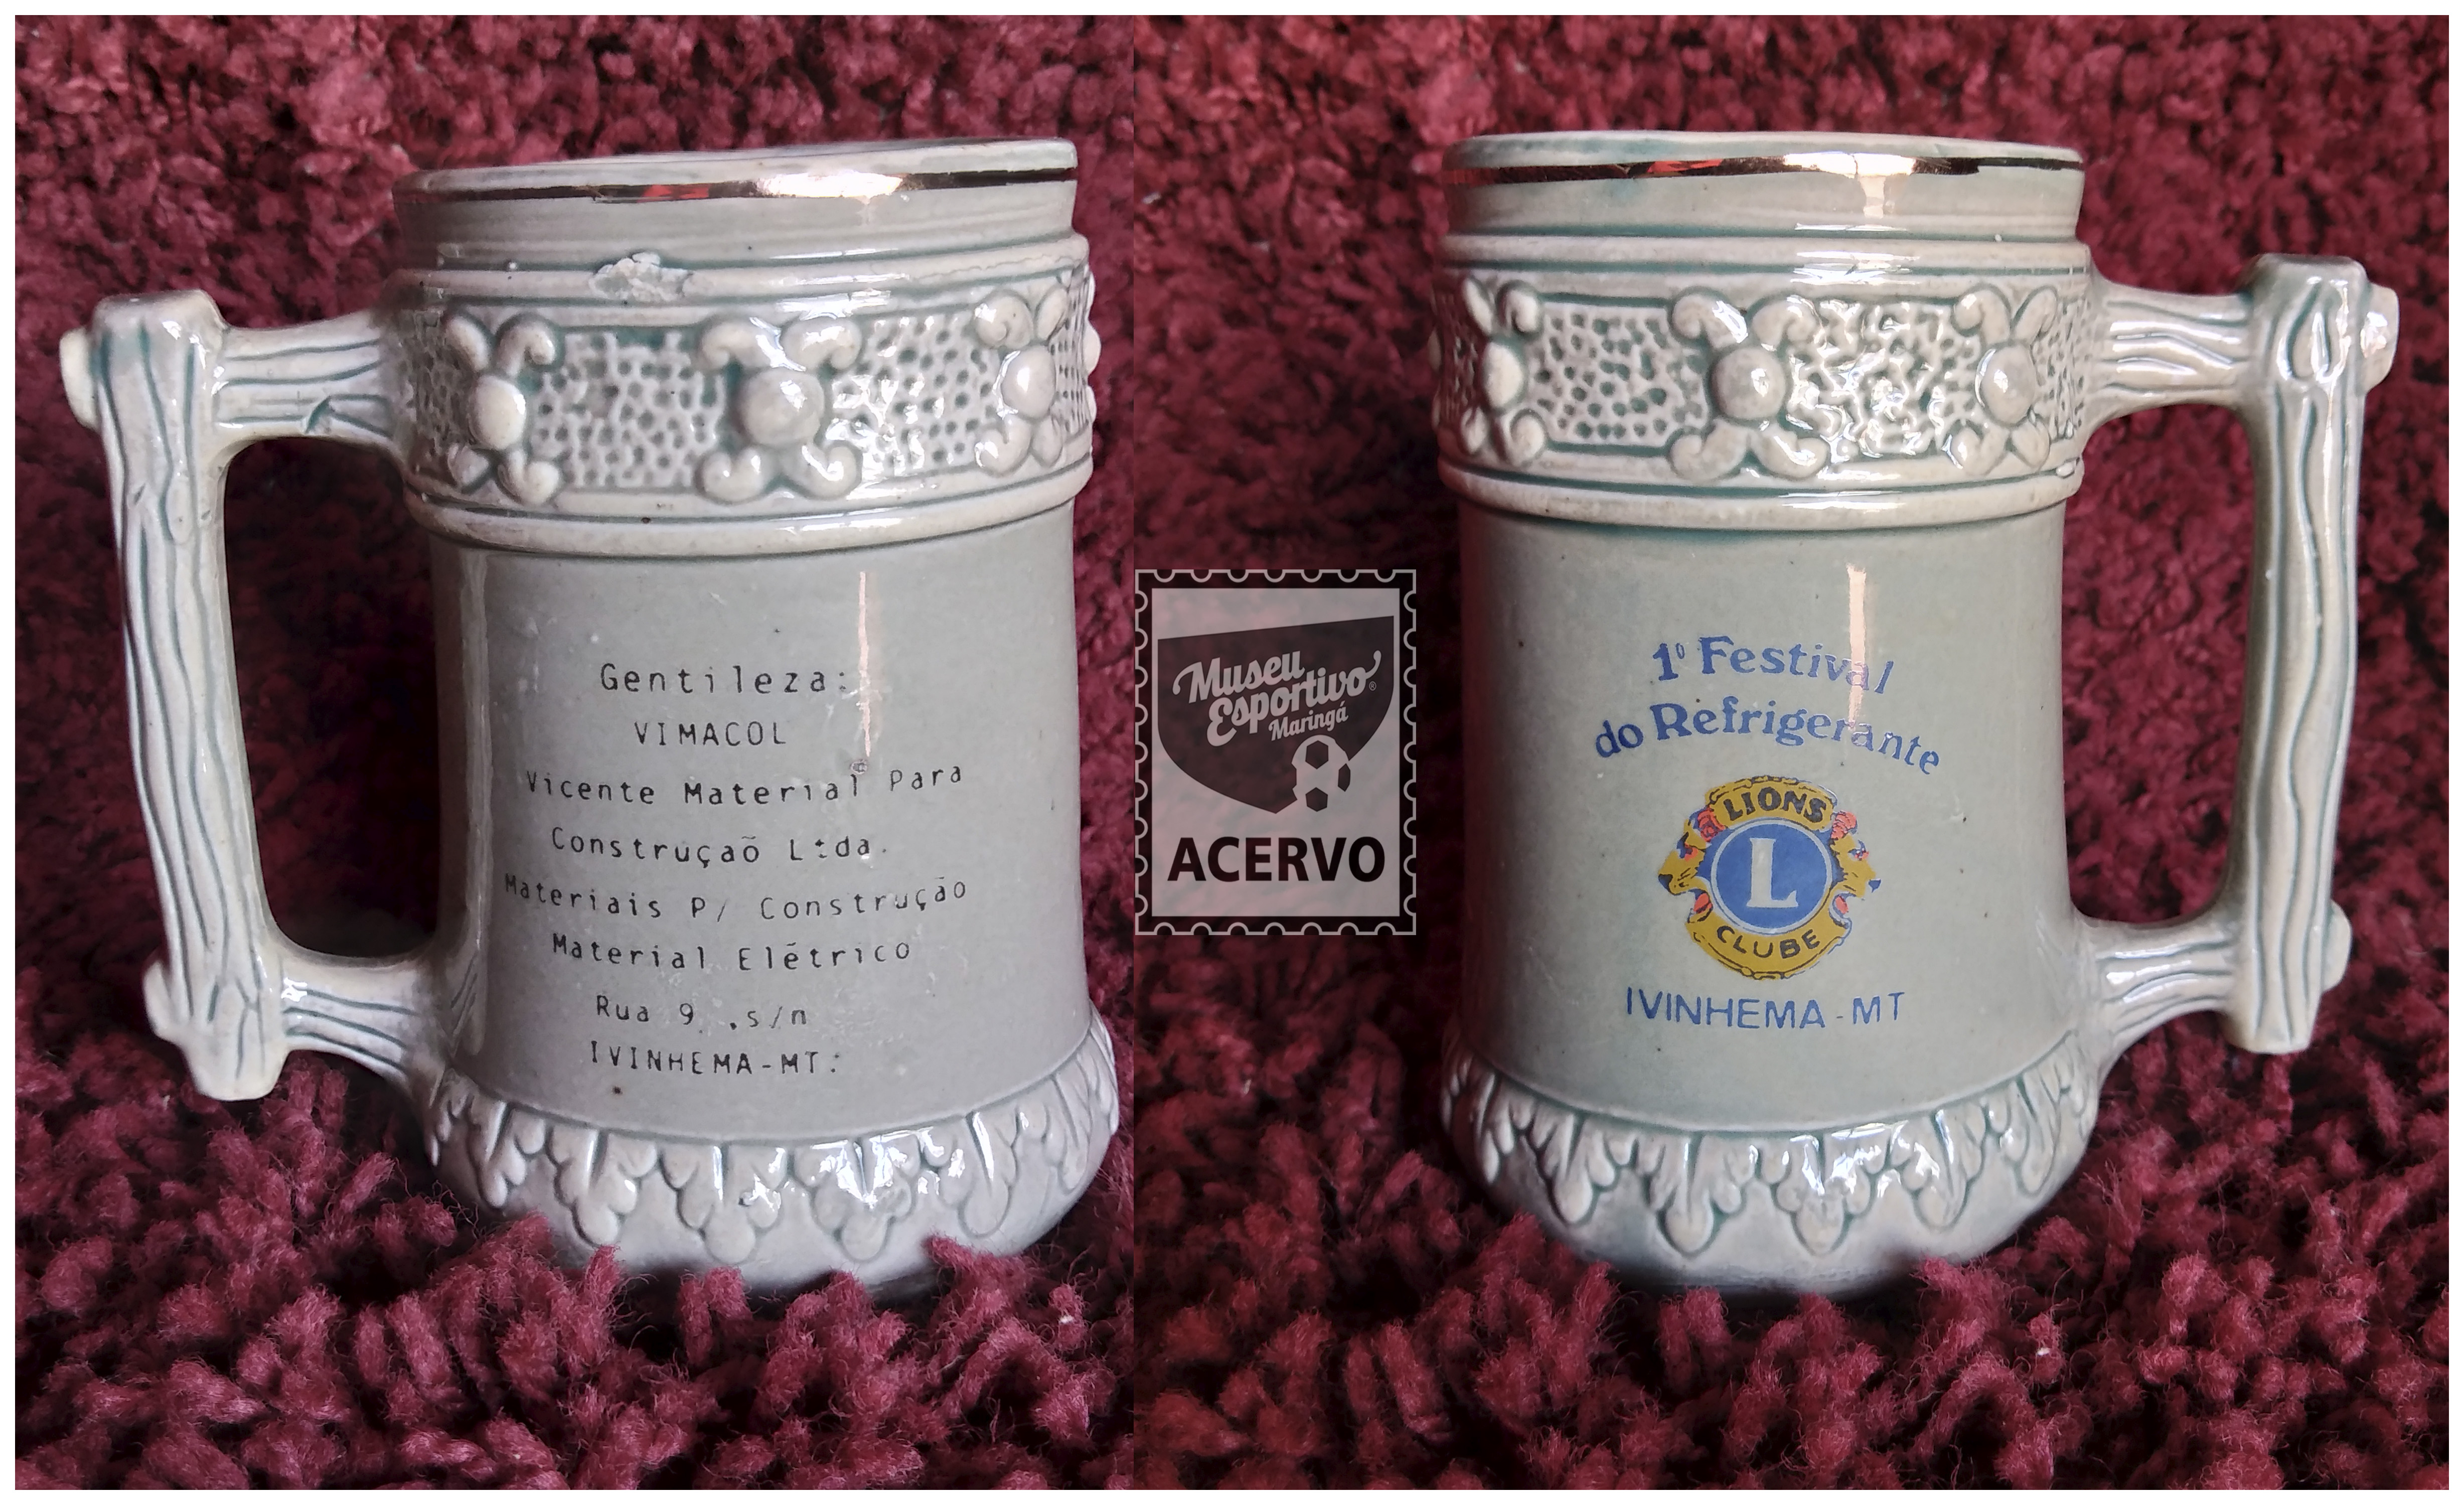 Gentileza:
VIMACOL
Vicente Material Para
Construçaõ Ltda.
Materiais P/ Construção
Material Elétrico
Rua 9 .s/n
IVINHEMA-MT.
Museu
Esportivo®
Maringá
ACERVO
1º Festival
do Refrigerante
LIONS
L
CLUBE
IVINHEMA-MT